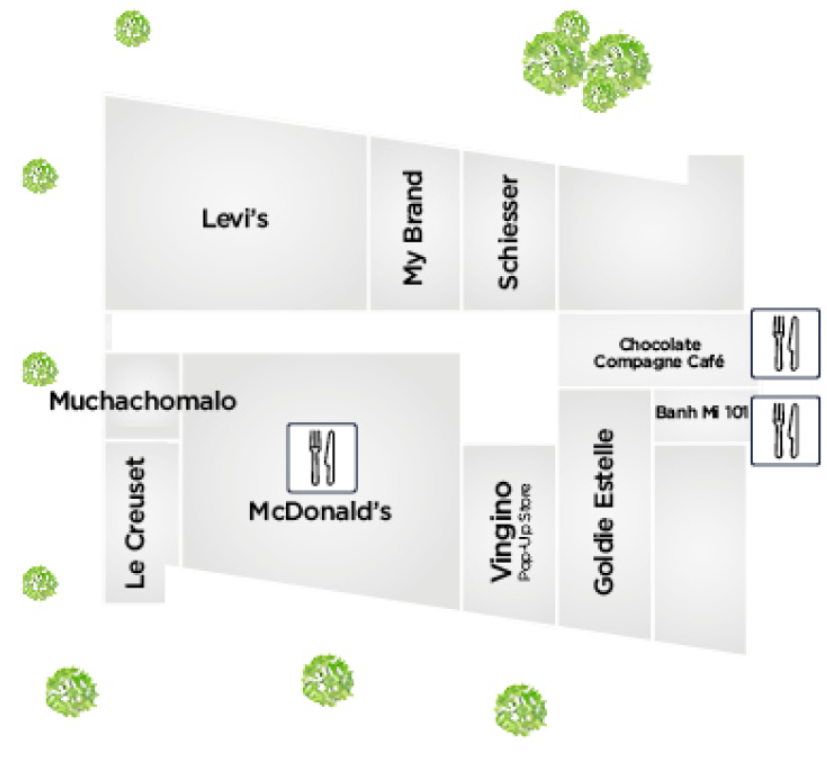 Levi's
My Brand
Schiesser
Chocolate
Compagne Café
Muchachomalo
Banh Mi 101
McDonald's
Le Creuset
Vingino
Pop-Up Store
Goldie Estelle